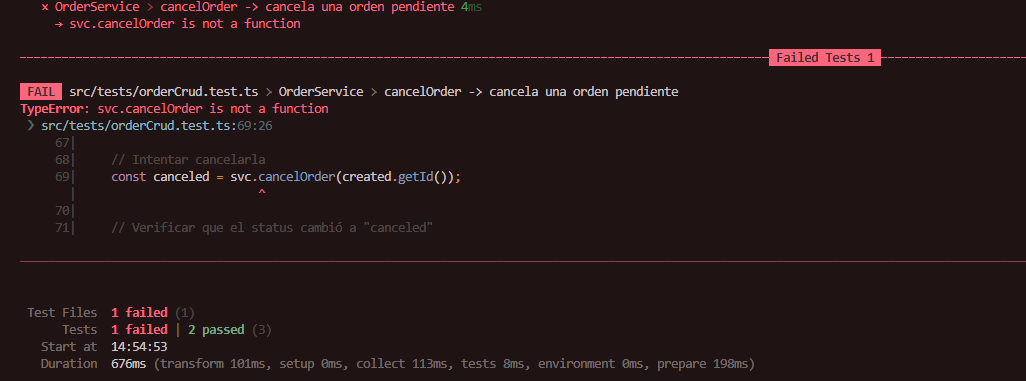 × OrderService > cancelOrder -> cancela una orden pendiente 4ms
→ svc.cancelOrder is not a function
Failed Tests 1
FAIL src/tests/orderCrud.test.ts > OrderService > cancelOrder -> cancela una orden pendiente
TypeError: svc.cancelOrder is not a function
❯ src/tests/orderCrud.test.ts:69:26
67|
68| // Intentar cancelarla
69| const canceled = svc.cancelOrder(created.getId());
| ^
70|
71| // Verificar que el status cambió a "canceled"
Test Files 1 failed (1)
Tests 1 failed | 2 passed (3)
Start at 14:54:53
Duration 676ms (transform 101ms, setup 0ms, collect 113ms, tests 8ms, environment 0ms, prepare 198ms)